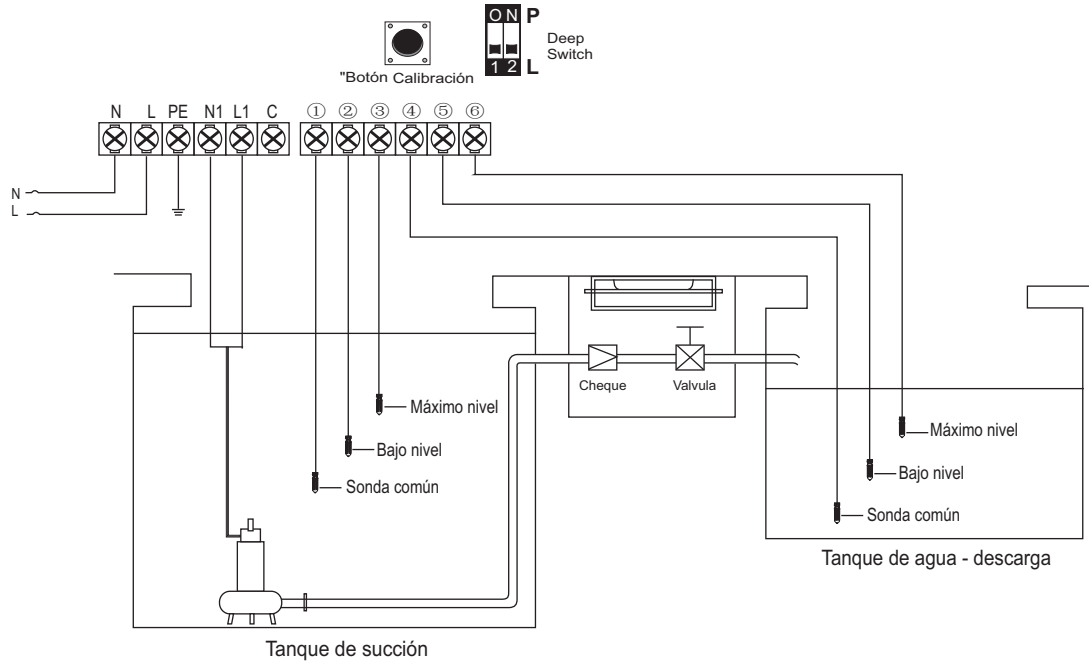 ON P
Deep
Switch
1 2 L
"Botón Calibración
N L PE N1 L1 C ① ② ③ ④ ⑤ ⑥
N
L
Cheque
Valvula
Máximo nivel
Bajo nivel
Sonda común
Máximo nivel
Bajo nivel
Sonda común
Tanque de agua - descarga
Tanque de succión